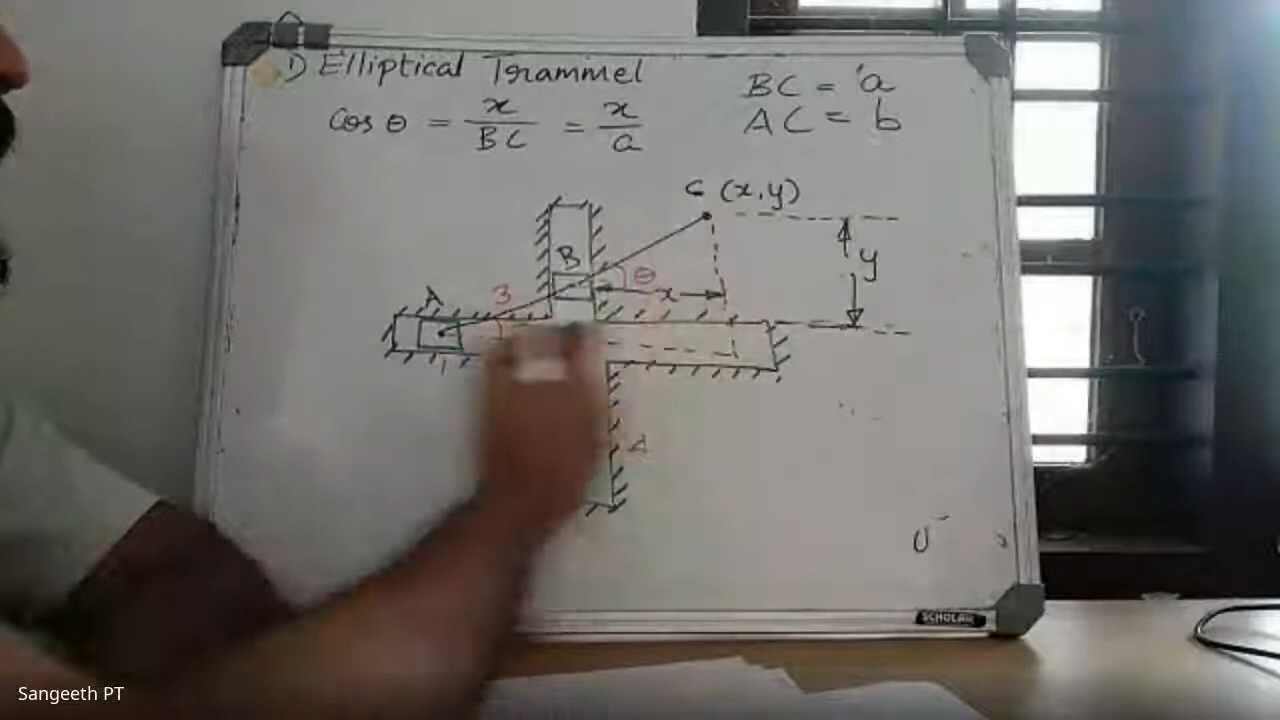 1) Elliptical Trammel
cos θ = x/BC = x/a
BC = a
AC = b
C (x,y)
B
θ
y
x
A
3
1
4
SCHOLAR
Sangeeth PT